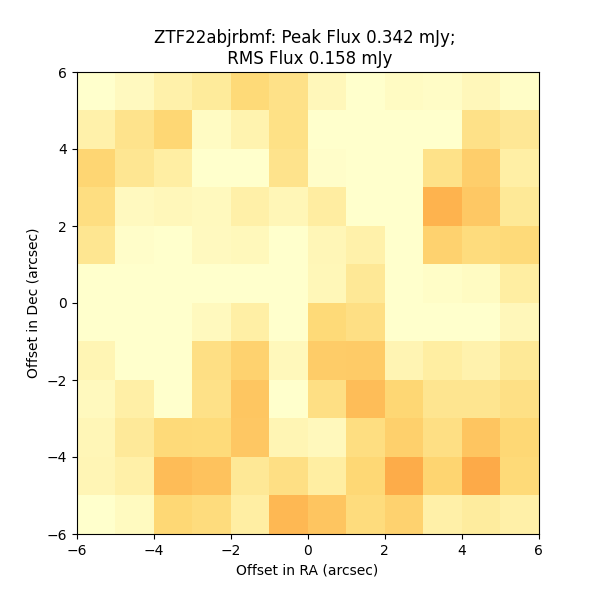 ZTF22abjrbmf: Peak Flux 0.342 mJy;
RMS Flux 0.158 mJy
6
4
2
0
−2
−4
−6
Offset in Dec (arcsec)
−6 −4 −2 0 2 4 6
Offset in RA (arcsec)